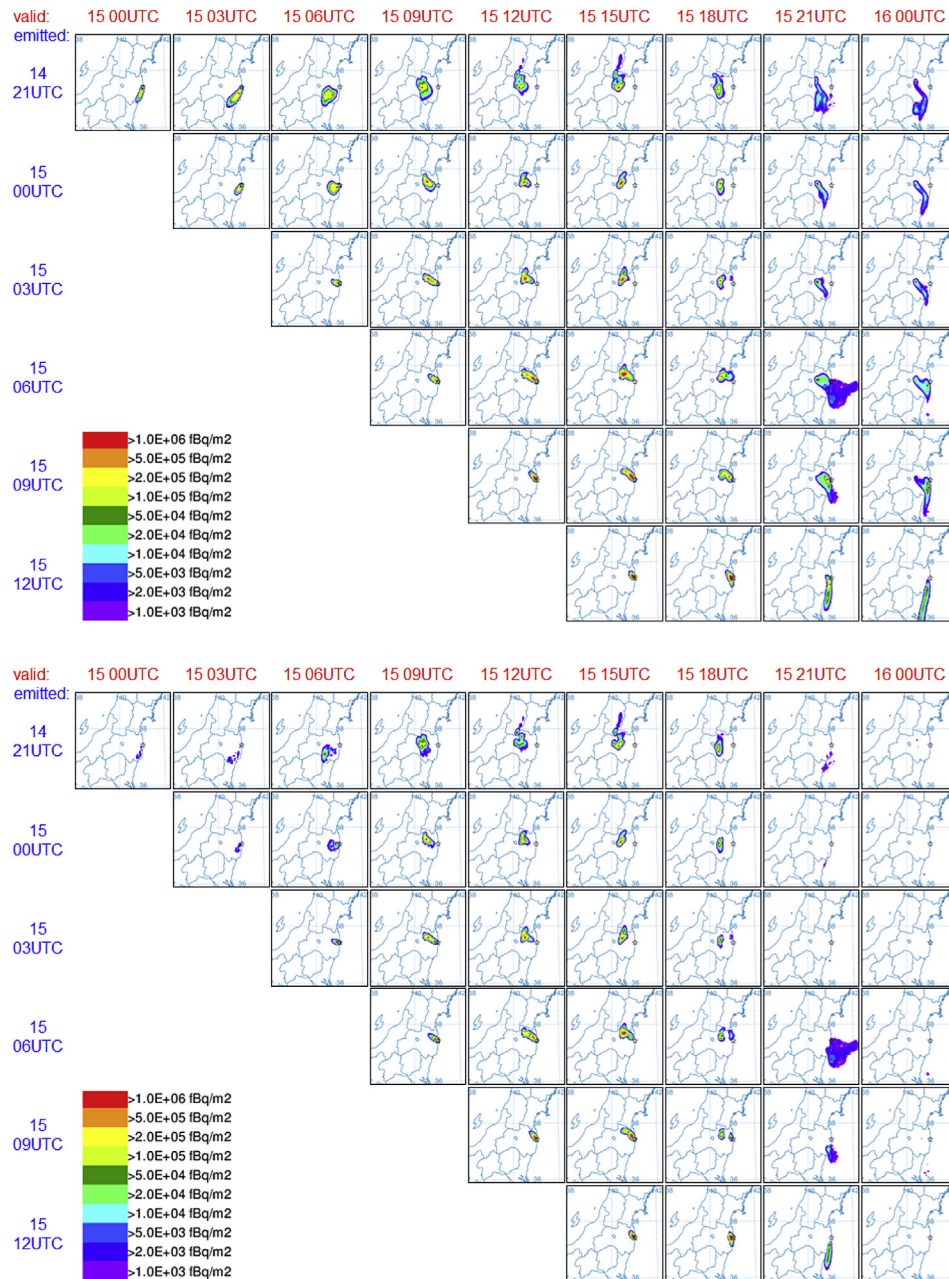 valid: 15 00UTC 15 03UTC 15 06UTC 15 09UTC 15 12UTC 15 15UTC 15 18UTC 15 21UTC 16 00UTC
emitted:
14
21UTC
15
00UTC
15
03UTC
15
06UTC
>1.0E+06 fBq/m2
>5.0E+05 fBq/m2
>2.0E+05 fBq/m2
>1.0E+05 fBq/m2
>5.0E+04 fBq/m2
>2.0E+04 fBq/m2
>1.0E+04 fBq/m2
>5.0E+03 fBq/m2
>2.0E+03 fBq/m2
>1.0E+03 fBq/m2
15
09UTC
15
12UTC
valid: 15 00UTC 15 03UTC 15 06UTC 15 09UTC 15 12UTC 15 15UTC 15 18UTC 15 21UTC 16 00UTC
emitted:
14
21UTC
15
00UTC
15
03UTC
15
06UTC
>1.0E+06 fBq/m2
>5.0E+05 fBq/m2
>2.0E+05 fBq/m2
>1.0E+05 fBq/m2
>5.0E+04 fBq/m2
>2.0E+04 fBq/m2
>1.0E+04 fBq/m2
>5.0E+03 fBq/m2
>2.0E+03 fBq/m2
>1.0E+03 fBq/m2
15
09UTC
15
12UTC